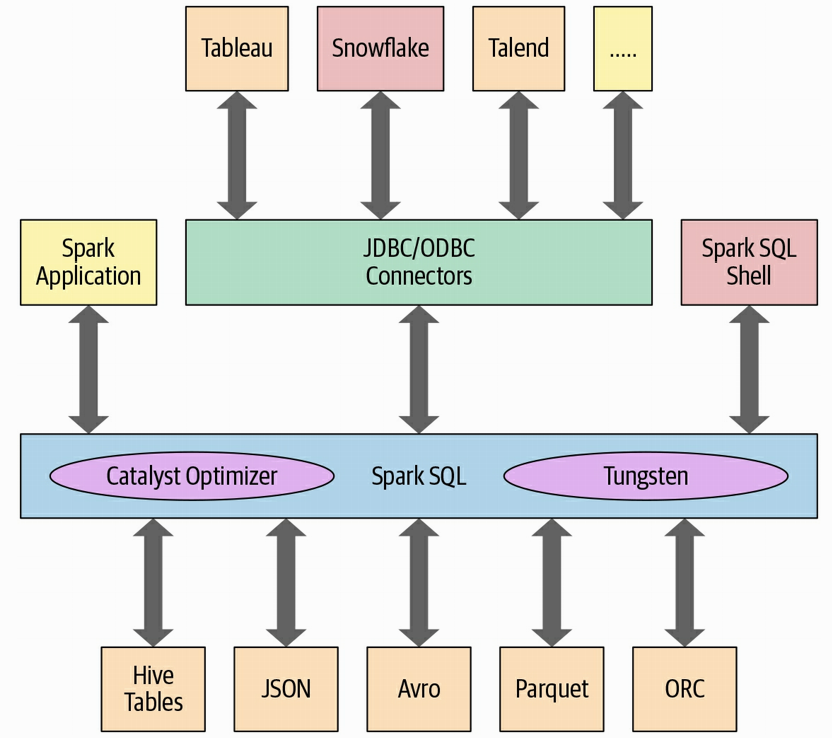 Tableau
Snowflake
Talend
.....
Spark
Application
JDBC/ODBC
Connectors
Spark SQL
Shell
Catalyst Optimizer
Spark SQL
Tungsten
Hive
Tables
JSON
Avro
Parquet
ORC